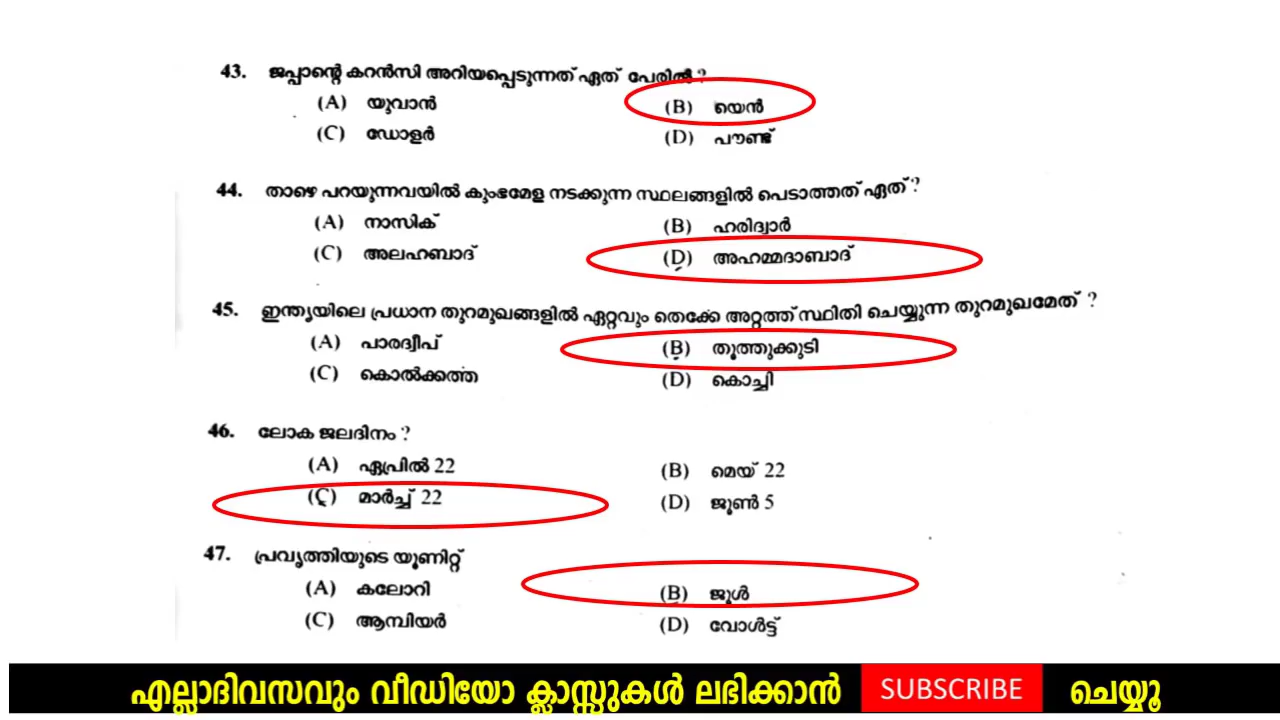 43. ജപ്പാന്റെ കറൻസി അറിയപ്പെടുന്നത് ഏത് പേരിൽ ?
(A) യുവാൻ (B) യെൻ
(C) ഡോളർ (D) പൗണ്ട്
44. താഴെ പറയുന്നവയിൽ കുംഭമേള നടക്കുന്ന സ്ഥലങ്ങളിൽ പെടാത്തത് ഏത് ?
(A) നാസിക് (B) ഹരിദ്വാർ
(C) അലഹബാദ് (D) അഹമ്മദാബാദ്
45. ഇന്ത്യയിലെ പ്രധാന തുറമുഖങ്ങളിൽ ഏറ്റവും തെക്കേ അറ്റത്ത് സ്ഥിതി ചെയ്യുന്ന തുറമുഖമേത് ?
(A) പാരദ്വീപ് (B) തൂത്തുക്കുടി
(C) കൊൽക്കത്ത (D) കൊച്ചി
46. ലോക ജലദിനം ?
(A) ഏപ്രിൽ 22 (B) മെയ് 22
(C) മാർച്ച് 22 (D) ജൂൺ 5
47. പ്രവൃത്തിയുടെ യൂണിറ്റ്
(A) കലോറി (B) ജൂൾ
(C) ആമ്പിയർ (D) വോൾട്ട്
എല്ലാദിവസവും വീഡിയോ ക്ലാസ്സുകൾ ലഭിക്കാൻ SUBSCRIBE ചെയ്യൂ